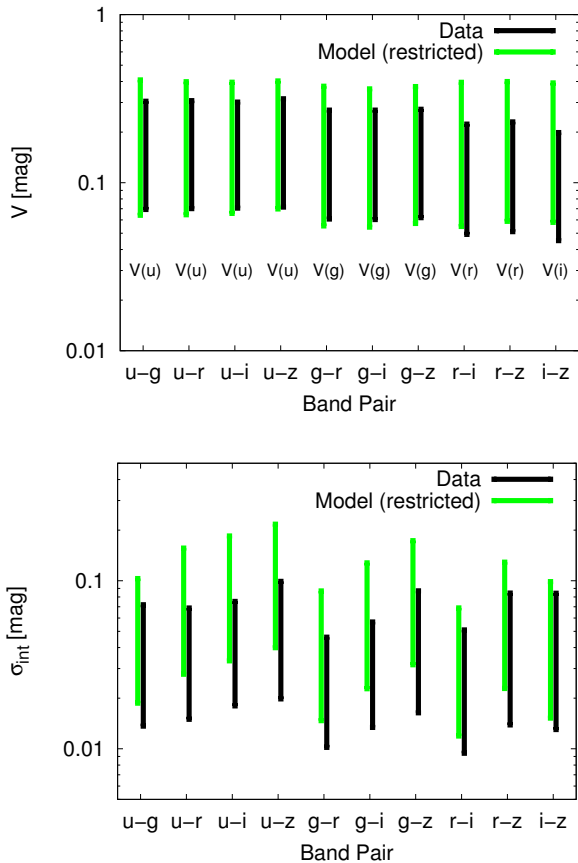 1
Data
Model (restricted)
V [mag]
0.1
V(u) V(u) V(u) V(u) V(g) V(g) V(g) V(r) V(r) V(i)
0.01
u−g u−r u−i u−z g−r g−i g−z r−i r−z i−z
Band Pair
Data
Model (restricted)
σint [mag]
0.1
0.01
u−g u−r u−i u−z g−r g−i g−z r−i r−z i−z
Band Pair